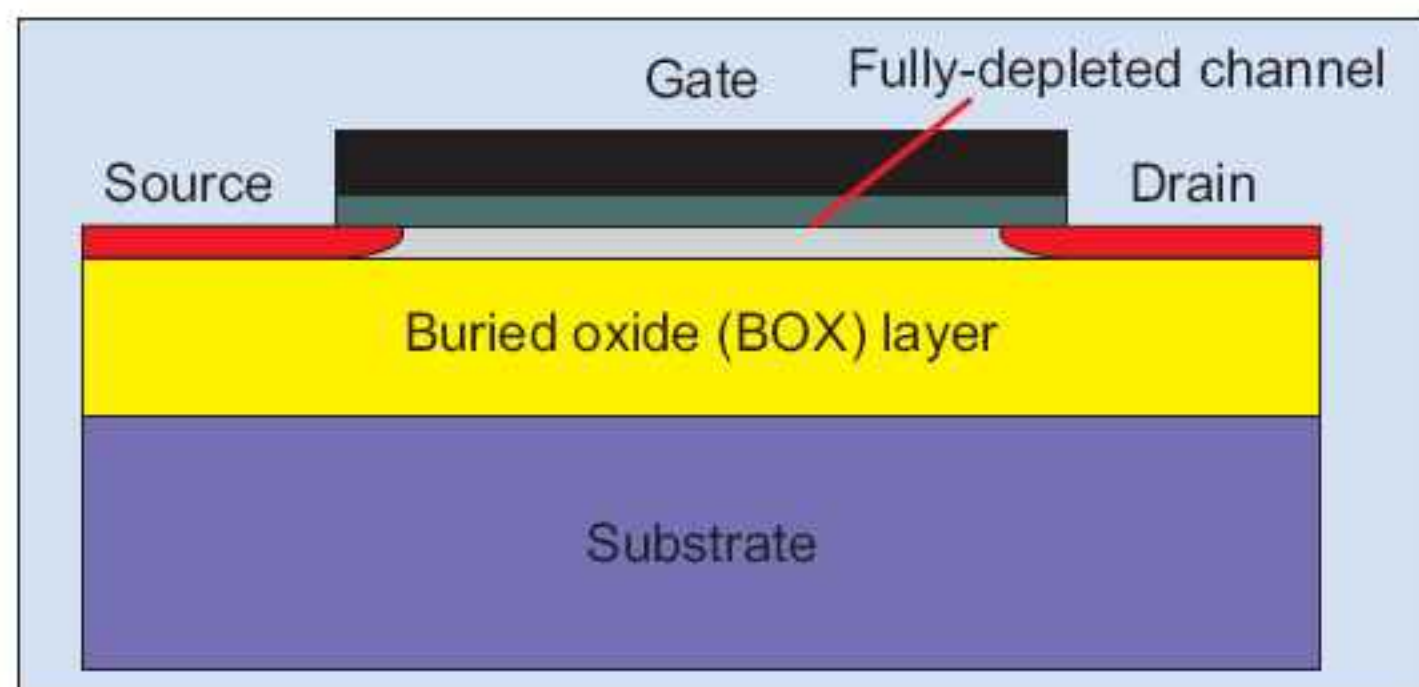 Gate
Fully-depleted channel
Source
Drain
Buried oxide (BOX) layer
Substrate